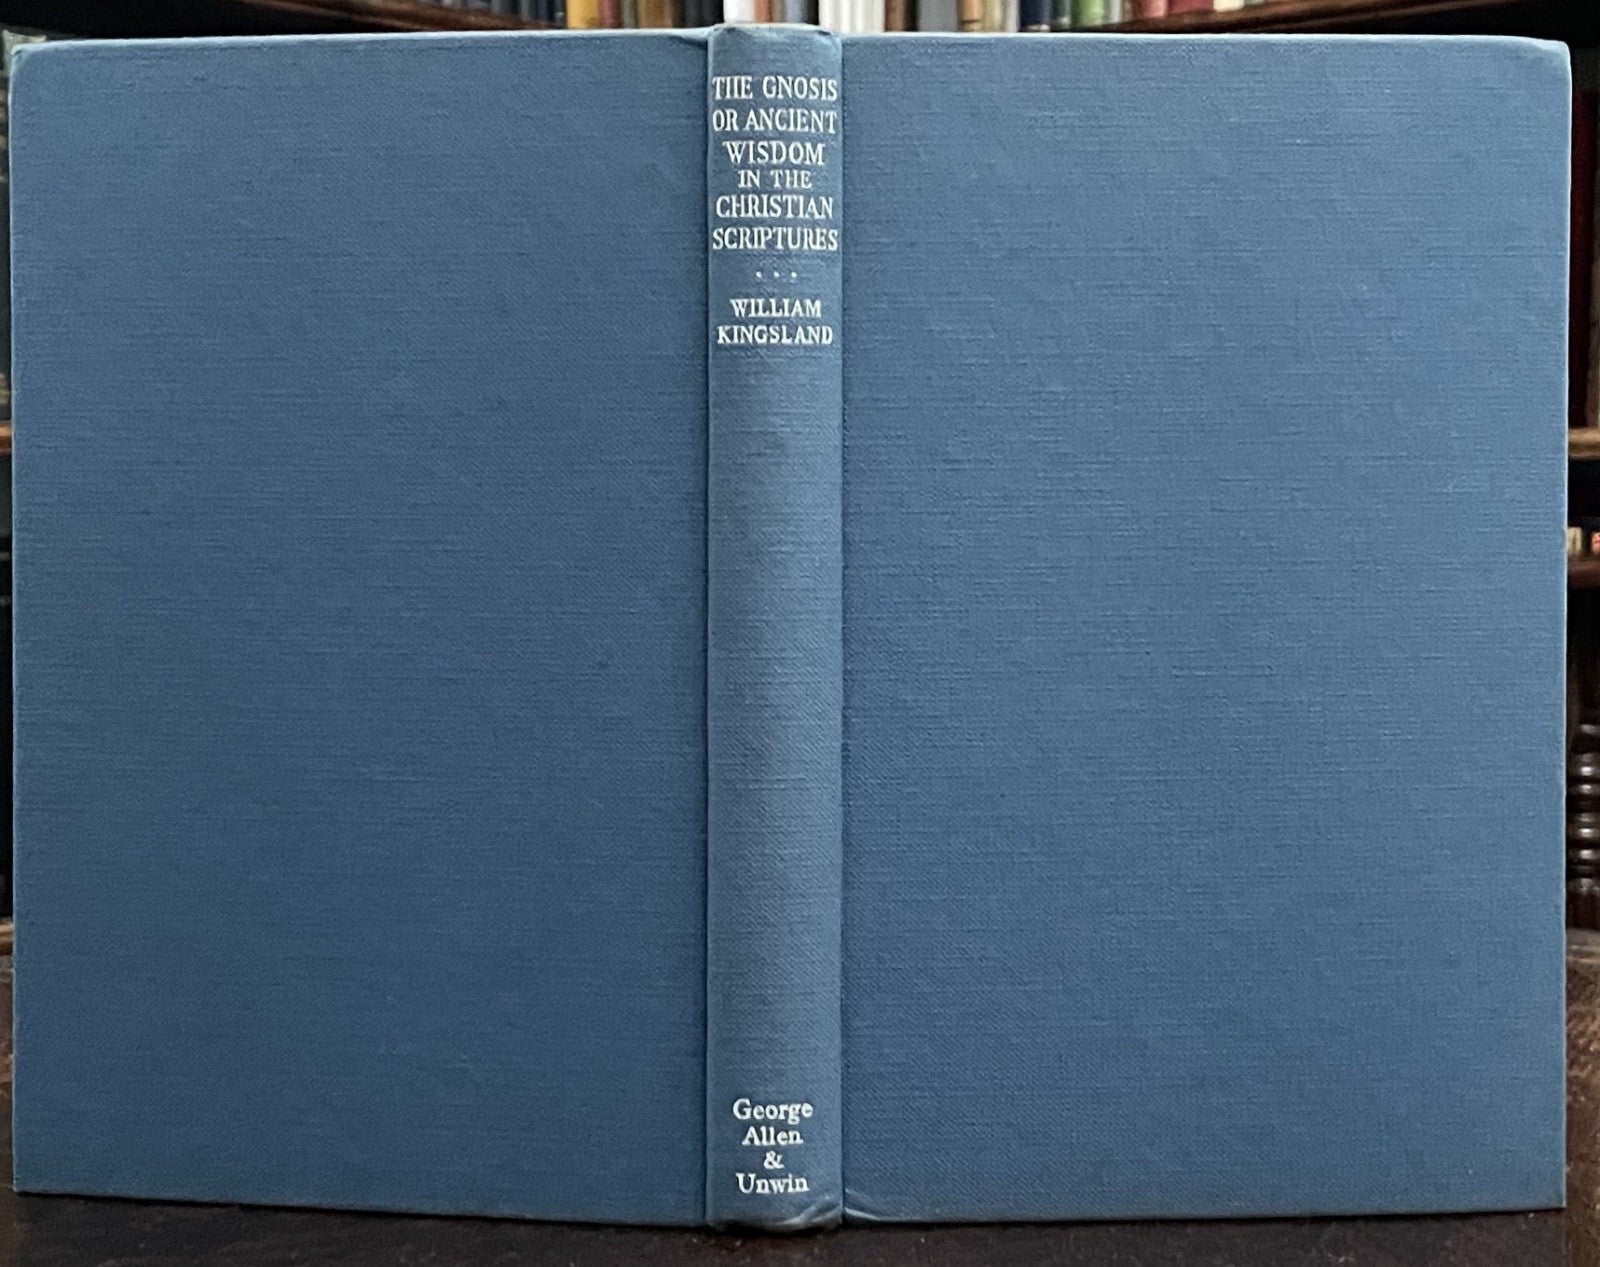 THE GNOSIS
OR ANCIENT
WISDOM
IN THE
CHRISTIAN
SCRIPTURES
...
WILLIAM
KINGSLAND
George
Allen
&
Unwin